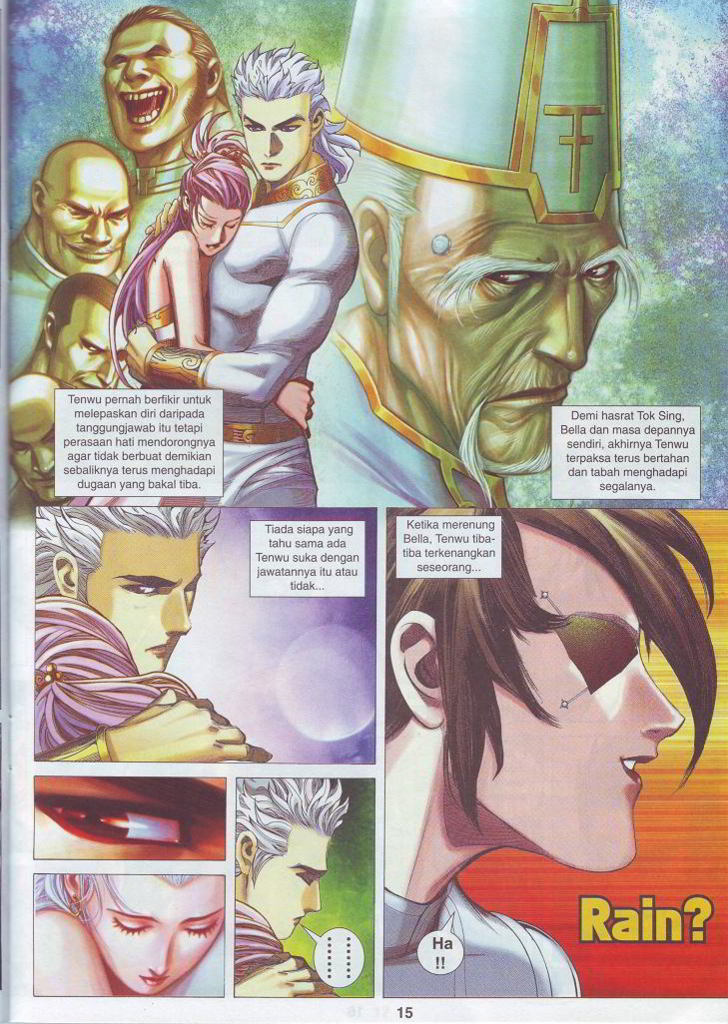 Tenwu pernah berfikir untuk
melepaskan diri daripada
tanggungjawab itu tetapi
perasaan hati mendorongnya
agar tidak berbuat demikian
sebaliknya terus menghadapi
dugaan yang bakal tiba.
Demi hasrat Tok Sing,
Bella dan masa depannya
sendiri, akhirnya Tenwu
terpaksa terus bertahan
dan tabah menghadapi
segalanya.
Tiada siapa yang
tahu sama ada
Tenwu suka dengan
jawatannya itu atau
tidak...
Ketika merenung
Bella, Tenwu tiba-
tiba terkenangkan
seseorang...
Ha
!!
Rain?
15